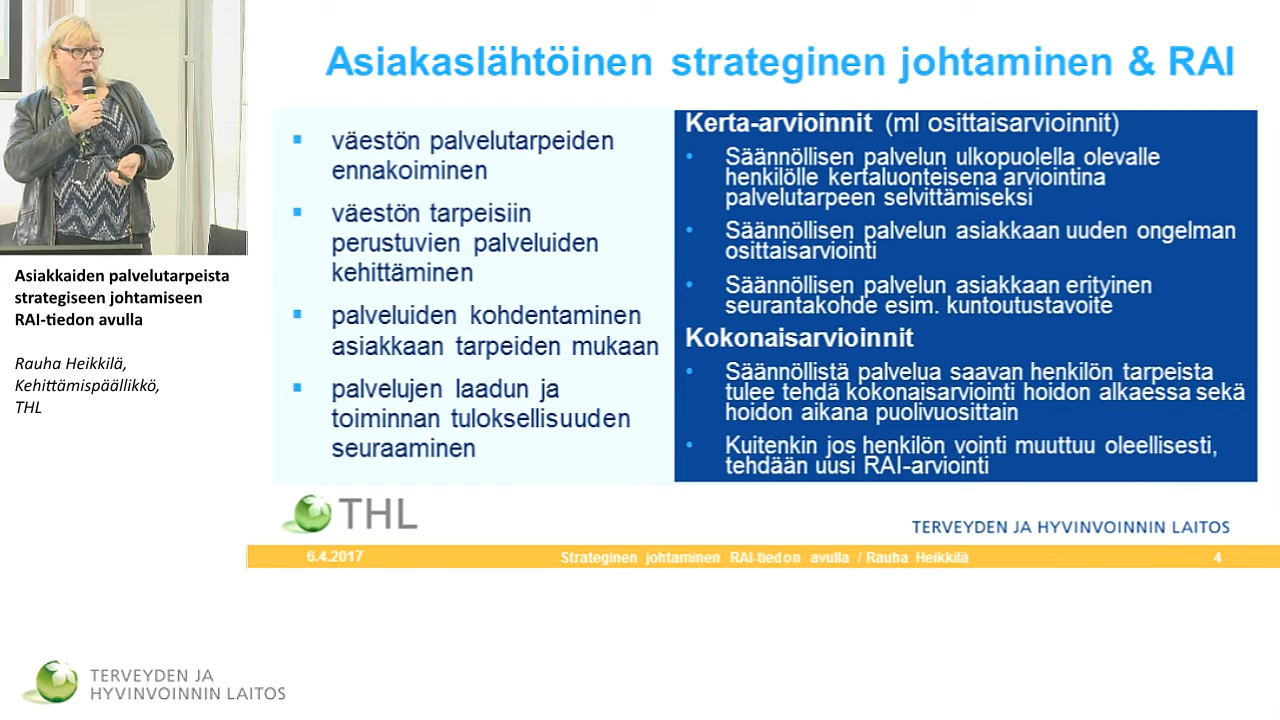 Asiakaslähtöinen strateginen johtaminen & RAI
väestön palvelutarpeiden
ennakoiminen
väestön tarpeisiin
perustuvien palveluiden
kehittäminen
palveluiden kohdentaminen
asiakkaan tarpeiden mukaan
palvelujen laadun ja
toiminnan tuloksellisuuden
seuraaminen
Kerta-arvioinnit (ml osittaisarvioinnit)
Säännöllisen palvelun ulkopuolella olevalle
henkilölle kertaluonteisena arviointina
palvelutarpeen selvittämiseksi
Säännöllisen palvelun asiakkaan uuden ongelman
osittaisarviointi
Säännöllisen palvelun asiakkaan erityinen
seurantakohde esim. kuntoutustavoite
Kokonaisarvioinnit
Säännöllistä palvelua saavan henkilön tarpeista
tulee tehdä kokonaisarviointi hoidon alkaessa sekä
hoidon aikana puolivuosittain
Kuitenkin jos henkilön vointi muuttuu oleellisesti,
tehdään uusi RAI-arviointi
THL
TERVEYDEN JA HYVINVOINNIN LAITOS
6.4.2017
Strateginen johtaminen RAI-tiedon avulla / Rauha Heikkilä
4
Asiakkaiden palvelutarpeista
strategiseen johtamiseen
RAI-tiedon avulla
Rauha Heikkilä,
Kehittämispäällikkö,
THL
TERVEYDEN JA
HYVINVOINNIN LAITOS